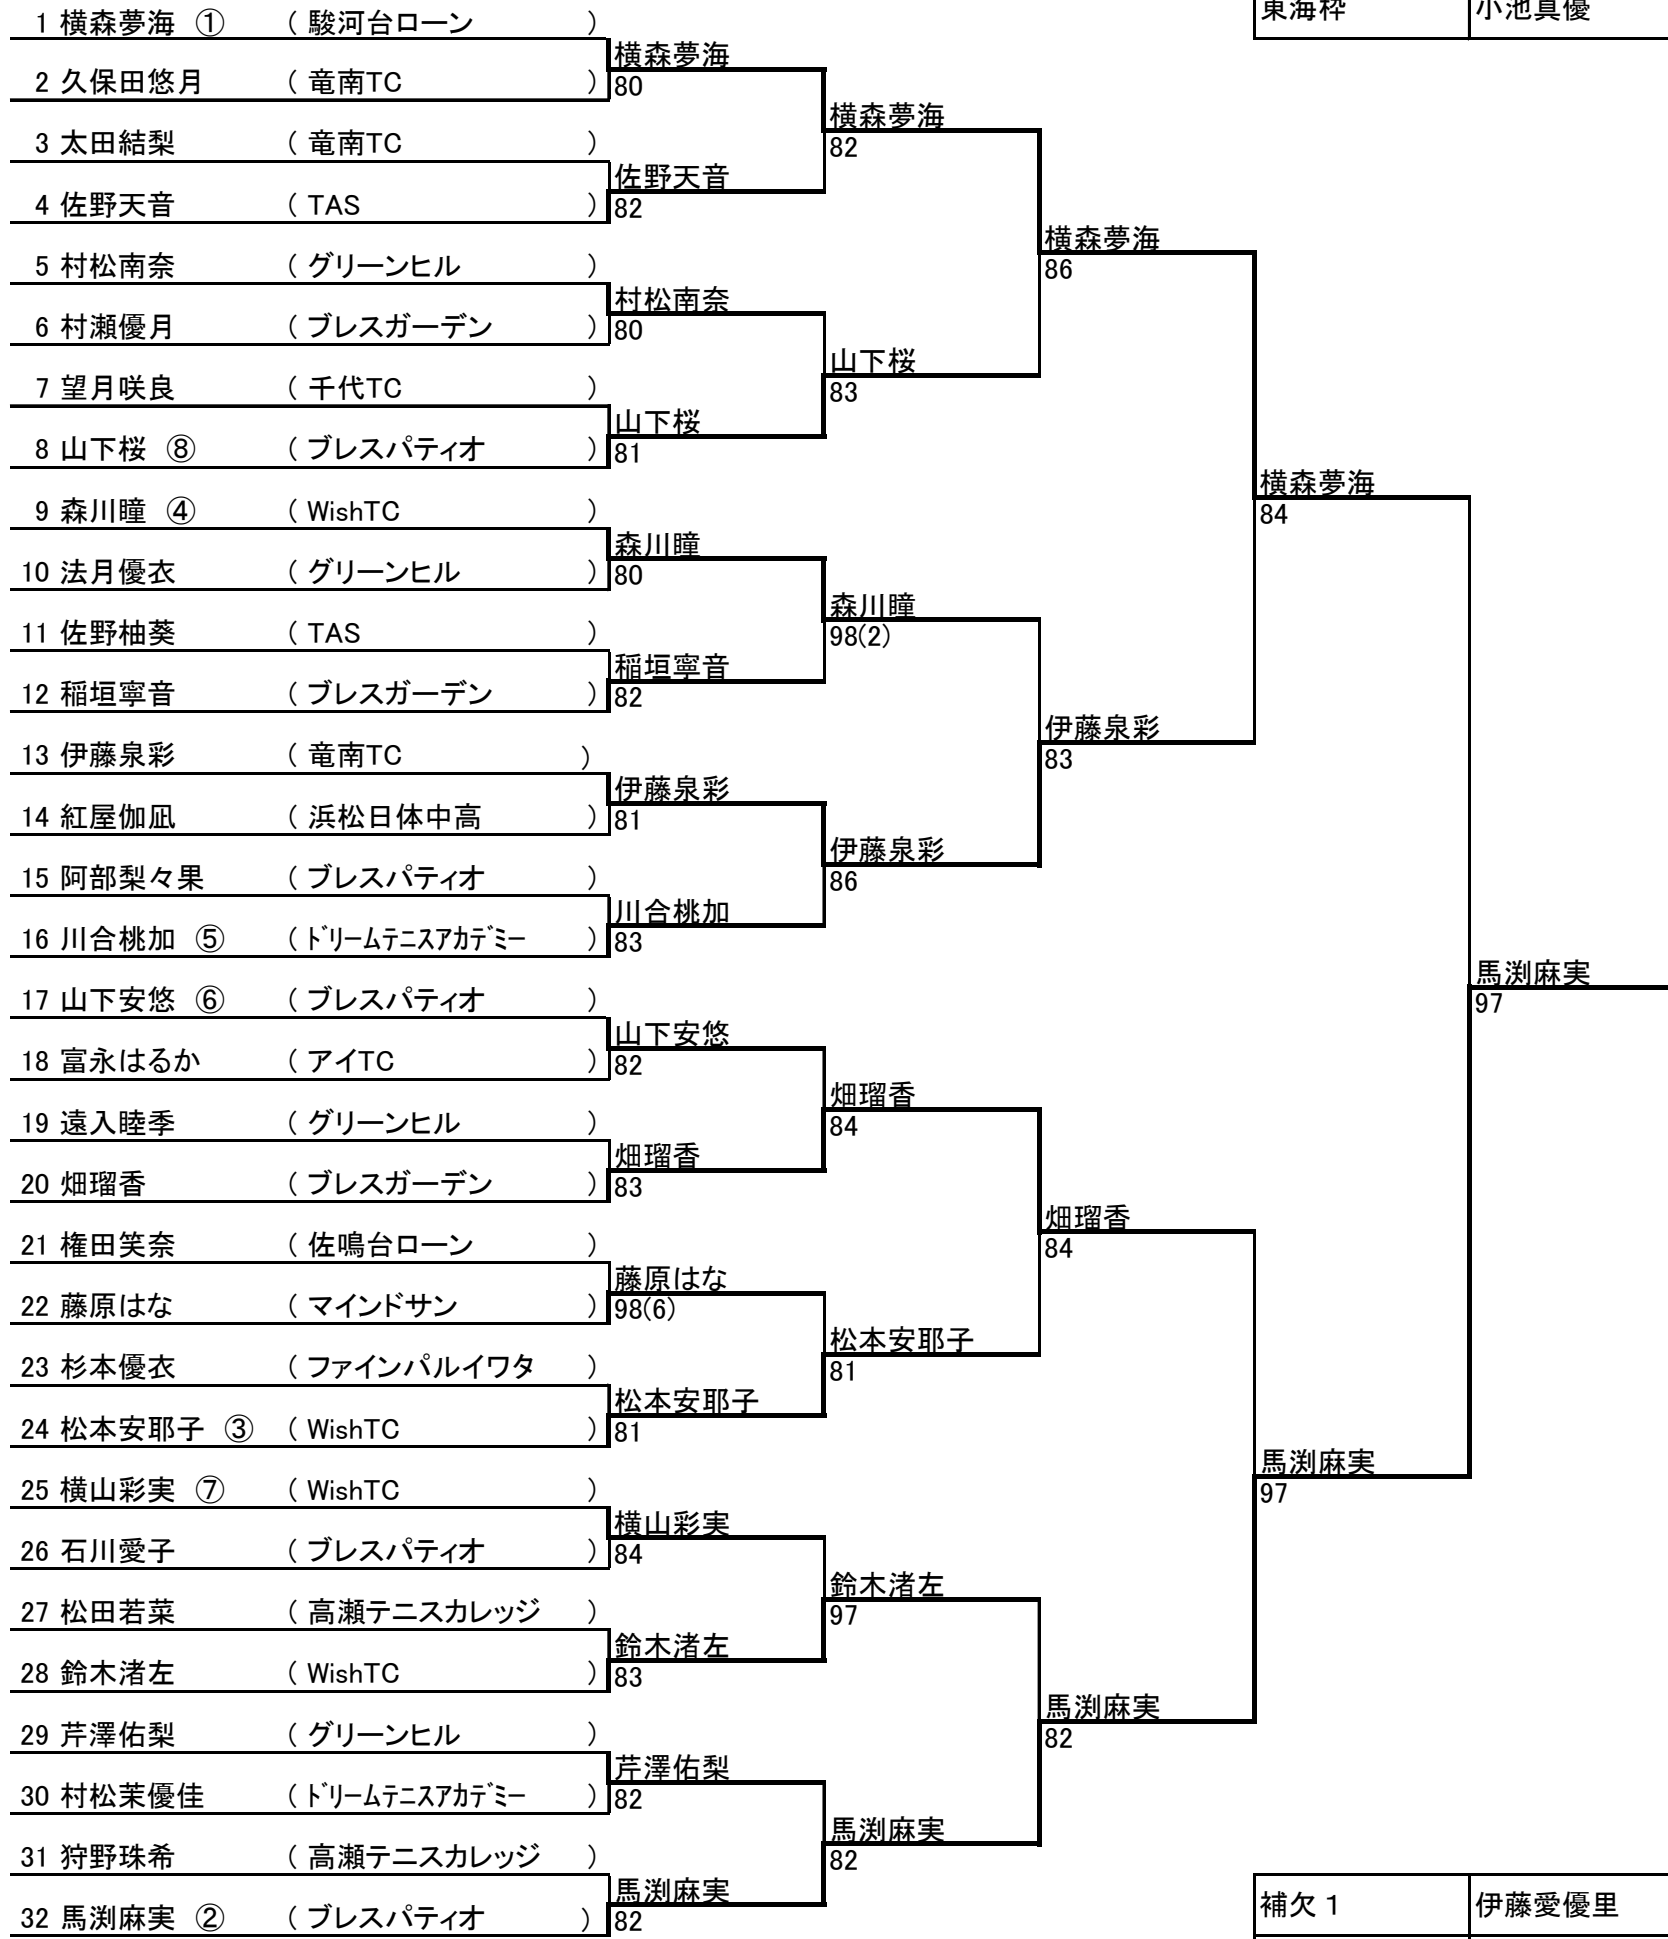 東海枠 小池真優
1 横森夢海 ① ( 駿河台ローン )
横森夢海
2 久保田悠月 ( 竜南TC ) 80
横森夢海
3 太田結梨 ( 竜南TC ) 82
佐野天音
4 佐野天音 ( TAS ) 82
横森夢海
5 村松南奈 ( グリーンヒル ) 86
村松南奈
6 村瀬優月 ( ブレスガーデン ) 80
山下桜
7 望月咲良 ( 千代TC ) 83
山下桜
8 山下桜 ⑧ ( ブレスパティオ ) 81
横森夢海
9 森川瞳 ④ ( WishTC ) 84
森川瞳
10 法月優衣 ( グリーンヒル ) 80
森川瞳
11 佐野柚葵 ( TAS ) 98(2)
稲垣寧音
12 稲垣寧音 ( ブレスガーデン ) 82
伊藤泉彩
13 伊藤泉彩 ( 竜南TC ) 83
伊藤泉彩
14 紅屋伽凪 ( 浜松日体中高 ) 81
伊藤泉彩
15 阿部梨々果 ( ブレスパティオ ) 86
川合桃加
16 川合桃加 ⑤ ( ドリームテニスアカデミー ) 83
馬渕麻実
17 山下安悠 ⑥ ( ブレスパティオ ) 97
山下安悠
18 富永はるか ( アイTC ) 82
畑瑠香
19 遠入睦季 ( グリーンヒル ) 84
畑瑠香
20 畑瑠香 ( ブレスガーデン ) 83
畑瑠香
21 権田笑奈 ( 佐鳴台ローン ) 84
藤原はな
22 藤原はな ( マインドサン ) 98(6)
松本安耶子
23 杉本優衣 ( ファインパルイワタ ) 81
松本安耶子
24 松本安耶子 ③ ( WishTC ) 81
馬渕麻実
25 横山彩実 ⑦ ( WishTC ) 97
横山彩実
26 石川愛子 ( ブレスパティオ ) 84
鈴木渚左
27 松田若菜 ( 高瀬テニスカレッジ ) 97
鈴木渚左
28 鈴木渚左 ( WishTC ) 83
馬渕麻実
29 芹澤佑梨 ( グリーンヒル ) 82
芹澤佑梨
30 村松茉優佳 ( ドリームテニスアカデミー ) 82
馬渕麻実
31 狩野珠希 ( 高瀬テニスカレッジ ) 82
馬渕麻実
32 馬渕麻実 ② ( ブレスパティオ ) 82
補欠1 伊藤愛優里